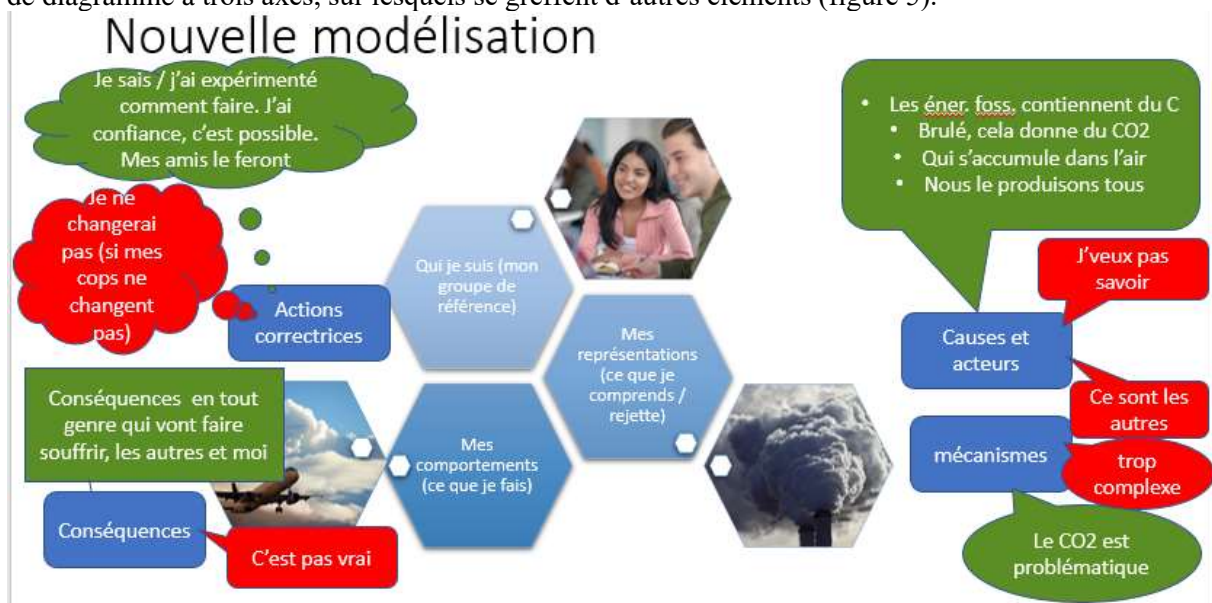 de diagramme à trois axes, sur lesquels se greffent d'autres éléments (figure 5).
Nouvelle modélisation
Je sais / j'ai expérimenté
comment faire. J'ai
confiance, c'est possible.
Mes amis le feront
Je ne
changerai
pas (si mes
cops ne
changent
pas)
Actions
correctrices
Qui je suis (mon
groupe de
référence)
Mes
représentations
(ce que je
comprends /
rejette)
Mes
comportements
(ce que je fais)
Conséquences en tout
genre qui vont faire
souffrir, les autres et moi
Conséquences
C'est pas vrai
• Les éner. foss. contiennent du C
• Brulé, cela donne du CO2
• Qui s'accumule dans l'air
• Nous le produisons tous
J'veux pas
savoir
Causes et
acteurs
Ce sont les
autres
mécanismes
trop
complexe
Le CO2 est
problématique